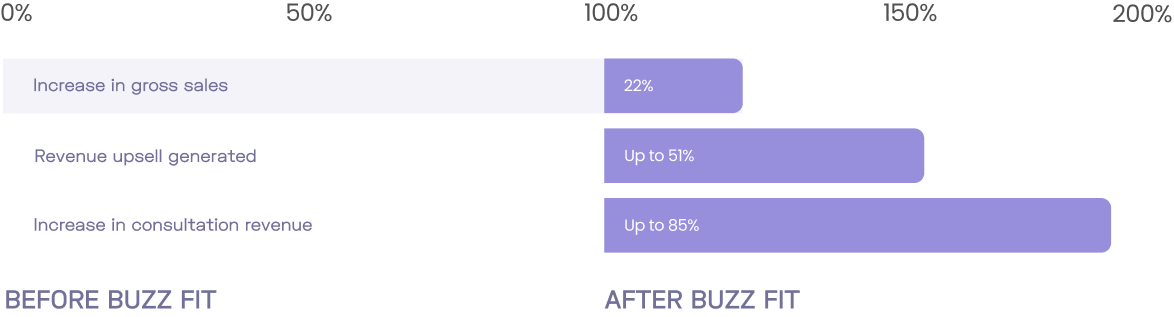 0% 50% 100% 150% 200%
Increase in gross sales 22%
Revenue upsell generated Up to 51%
Increase in consultation revenue Up to 85%
BEFORE BUZZ FIT AFTER BUZZ FIT